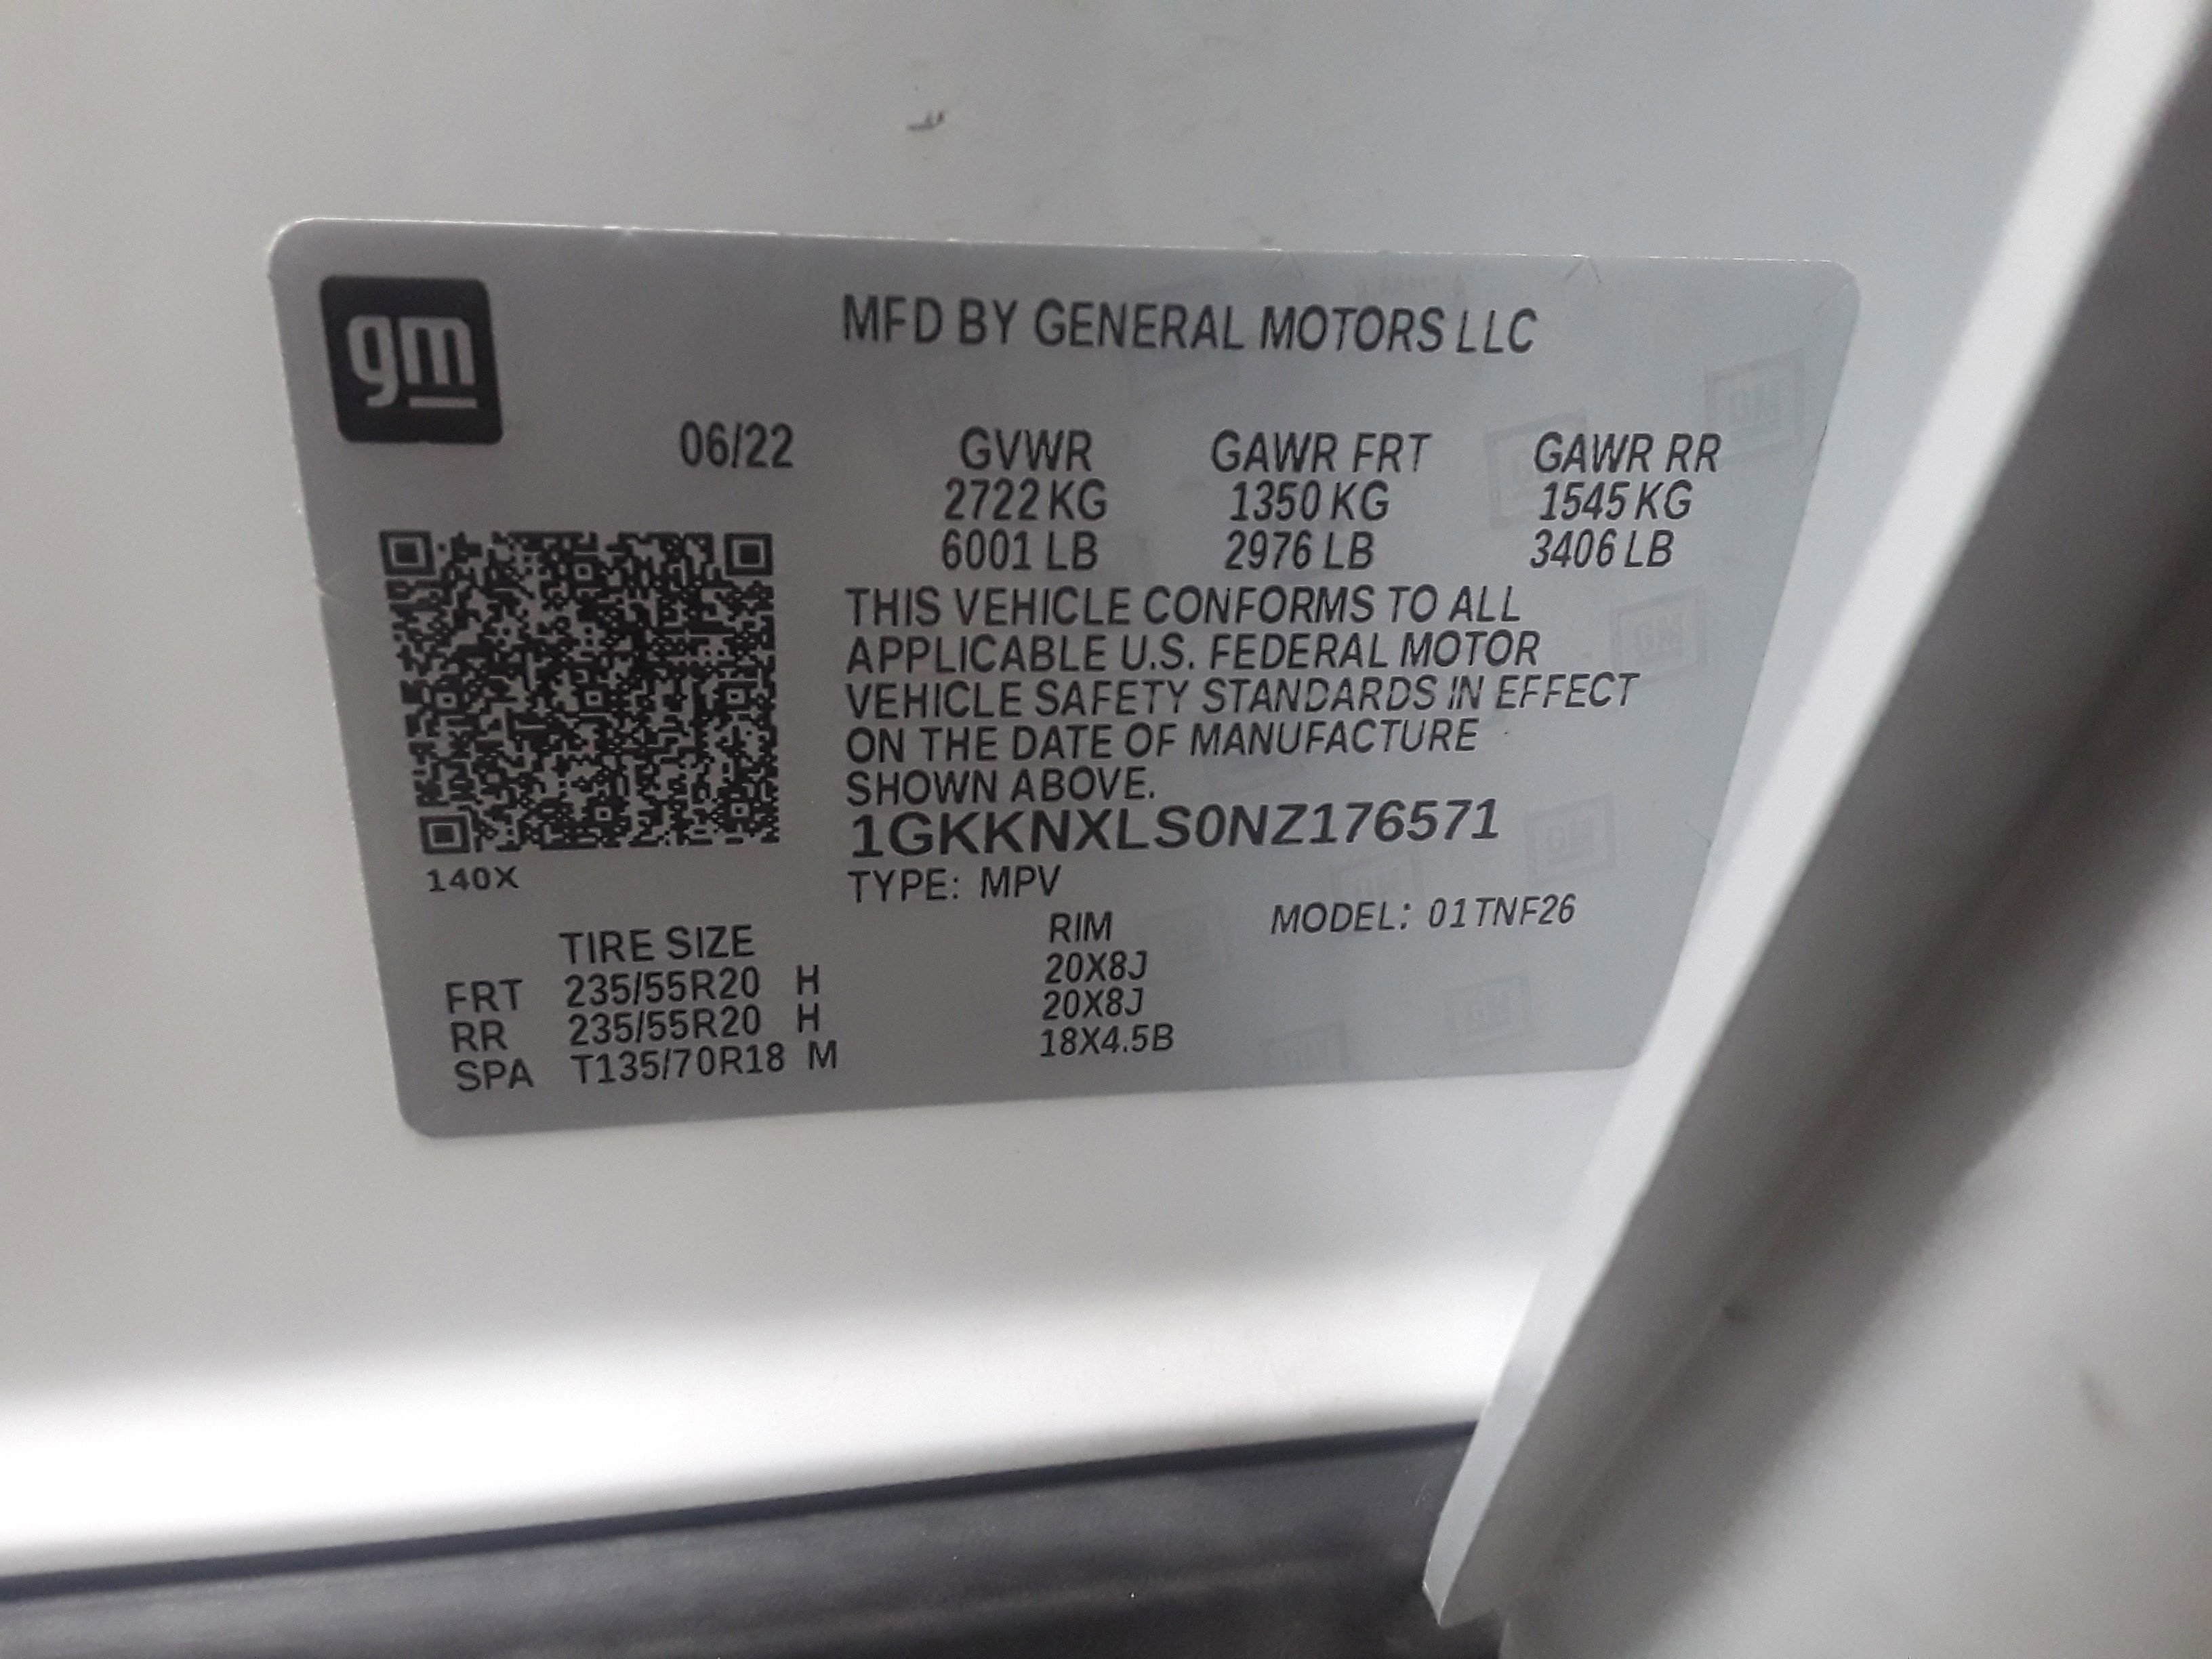 gm
MFD BY GENERAL MOTORS LLC
06/22 GVWR GAWR FRT GAWR RR
2722 KG 1350 KG 1545 KG
6001 LB 2976 LB 3406 LB
THIS VEHICLE CONFORMS TO ALL
APPLICABLE U.S. FEDERAL MOTOR
VEHICLE SAFETY STANDARDS IN EFFECT
ON THE DATE OF MANUFACTURE
SHOWN ABOVE.
1GKKNXLS0NZ176571
140X
TYPE: MPV
MODEL: 01TNF26
TIRE SIZE RIM
FRT 235/55R20 H 20X8J
RR 235/55R20 H 20X8J
SPA T135/70R18 M 18X4.5B